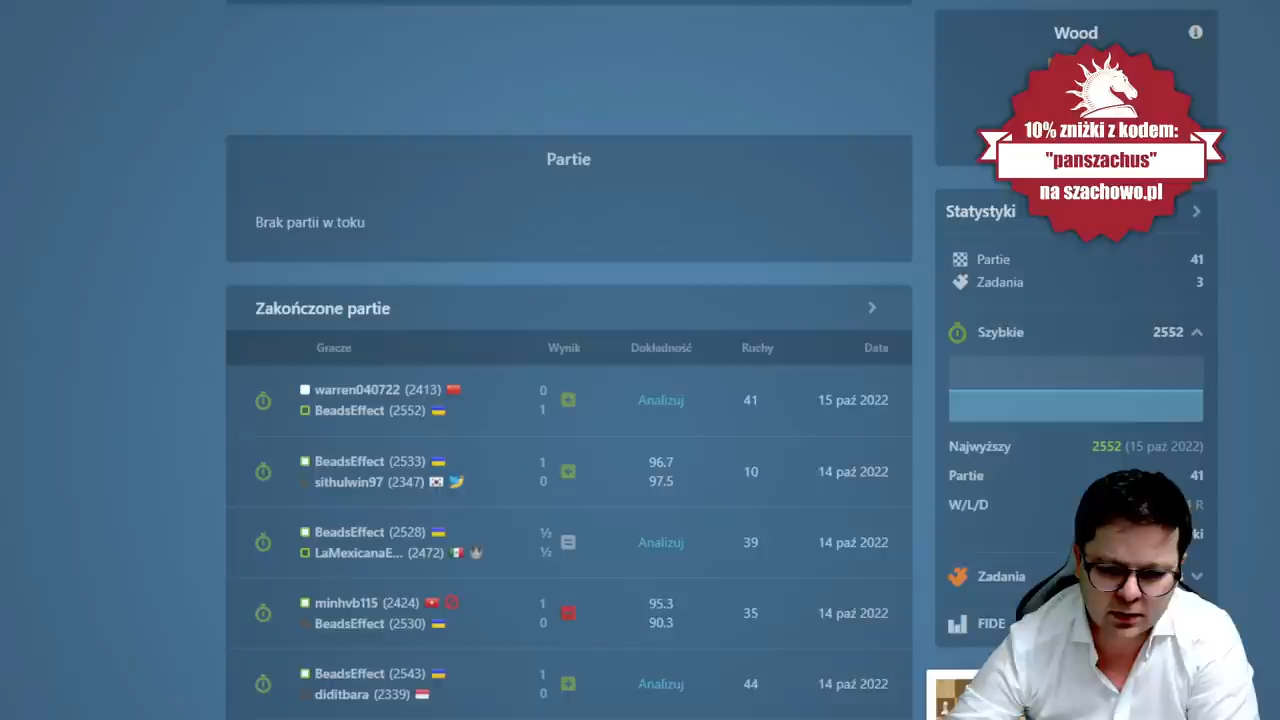 Wood
10% zniżki z kodem:
"panszachus"
na szachowo.pl
Partie
Brak partii w toku
Statystyki
Partie 41
Zadania 3
Szybkie 2552
Najwyższy 2552 (15 paź 2022)
Partie 41
W/L/D
R
ki
Zadania
FIDE
Zakończone partie
Gracze Wynik Dokładność Ruchy Data
warren040722 (2413) 0
BeadsEffect (2552) 1
Analizuj 41 15 paź 2022
BeadsEffect (2533) 1 96.7
sithulwin97 (2347) 0 97.5
10 14 paź 2022
BeadsEffect (2528) ½
LaMexicanaE... (2472) ½
Analizuj 39 14 paź 2022
minhvb115 (2424) 1 95.3
BeadsEffect (2530) 0 90.3
35 14 paź 2022
BeadsEffect (2543) 1
diditbara (2339) 0
Analizuj 44 14 paź 2022